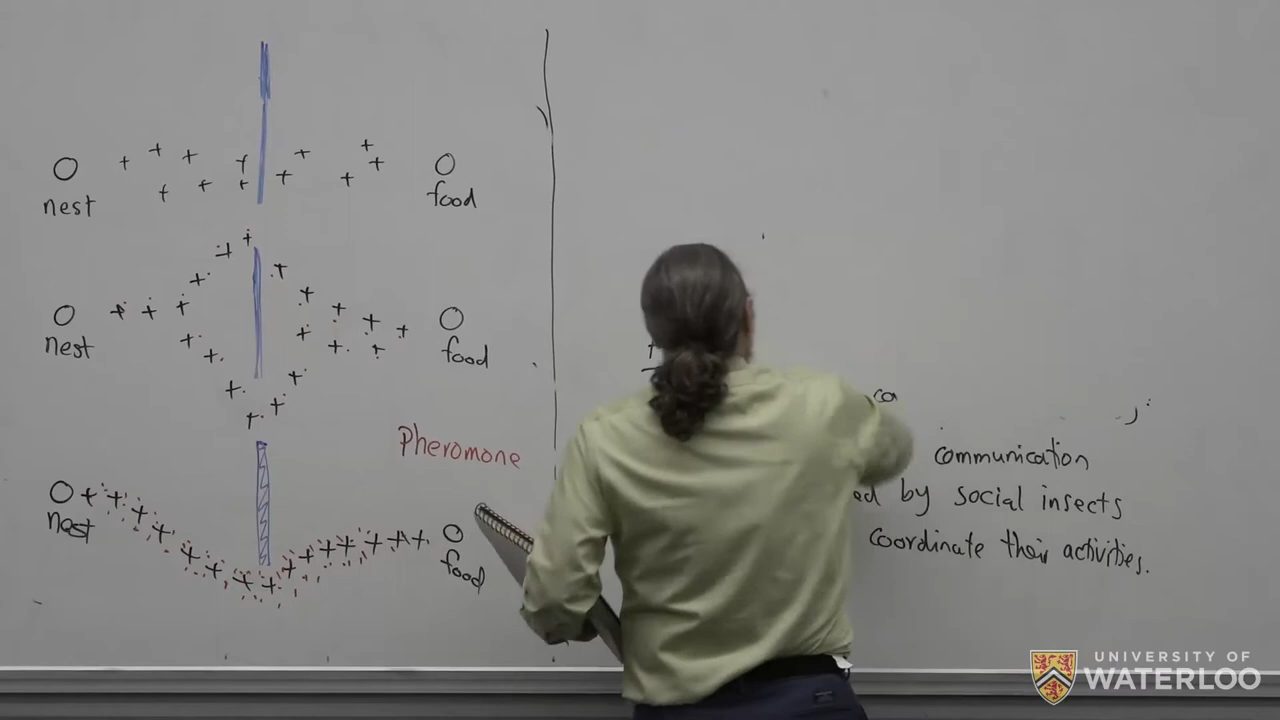 nest
food
nest
food
Pheromone
nest
food
communication
by social insects
coordinate their activities.
UNIVERSITY OF
WATERLOO